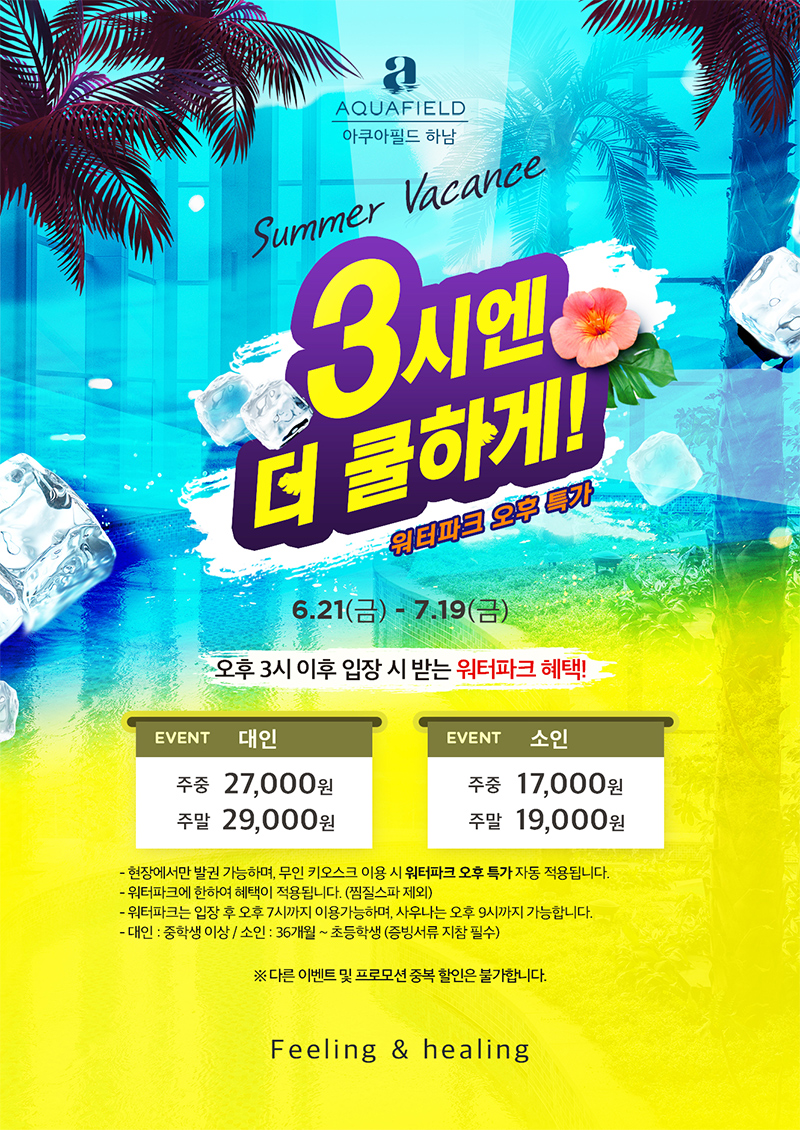 a
AQUAFIELD
아쿠아필드 하남
Summer Vacance
3시엔
더 쿨하게!
워터파크 오후 특가
6.21(금) - 7.19(금)
오후 3시 이후 입장 시 받는 워터파크 혜택!
EVENT 대인
주중 27,000원
주말 29,000원
EVENT 소인
주중 17,000원
주말 19,000원
- 현장에서만 발권 가능하며, 무인 키오스크 이용 시 워터파크 오후 특가 자동 적용됩니다.
- 워터파크에 한하여 혜택이 적용됩니다. (찜질스파 제외)
- 워터파크는 입장 후 오후 7시까지 이용가능하며, 사우나는 오후 9시까지 가능합니다.
- 대인 : 중학생 이상 / 소인 : 36개월 ~ 초등학생 (증빙서류 지참 필수)
※ 다른 이벤트 및 프로모션 중복 할인은 불가합니다.
Feeling & healing